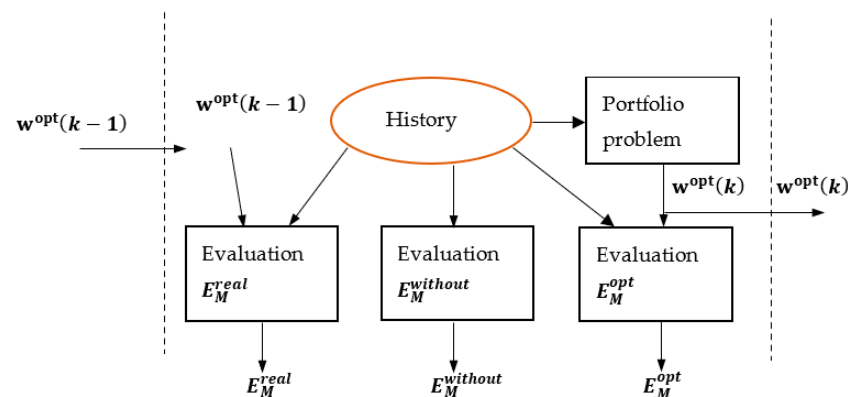 w^opt(k − 1)
w^opt(k − 1)
History
Portfolio
problem
w^opt(k)
w^opt(k)
Evaluation
E_M^real
Evaluation
E_M^without
Evaluation
E_M^opt
E_M^real
E_M^without
E_M^opt